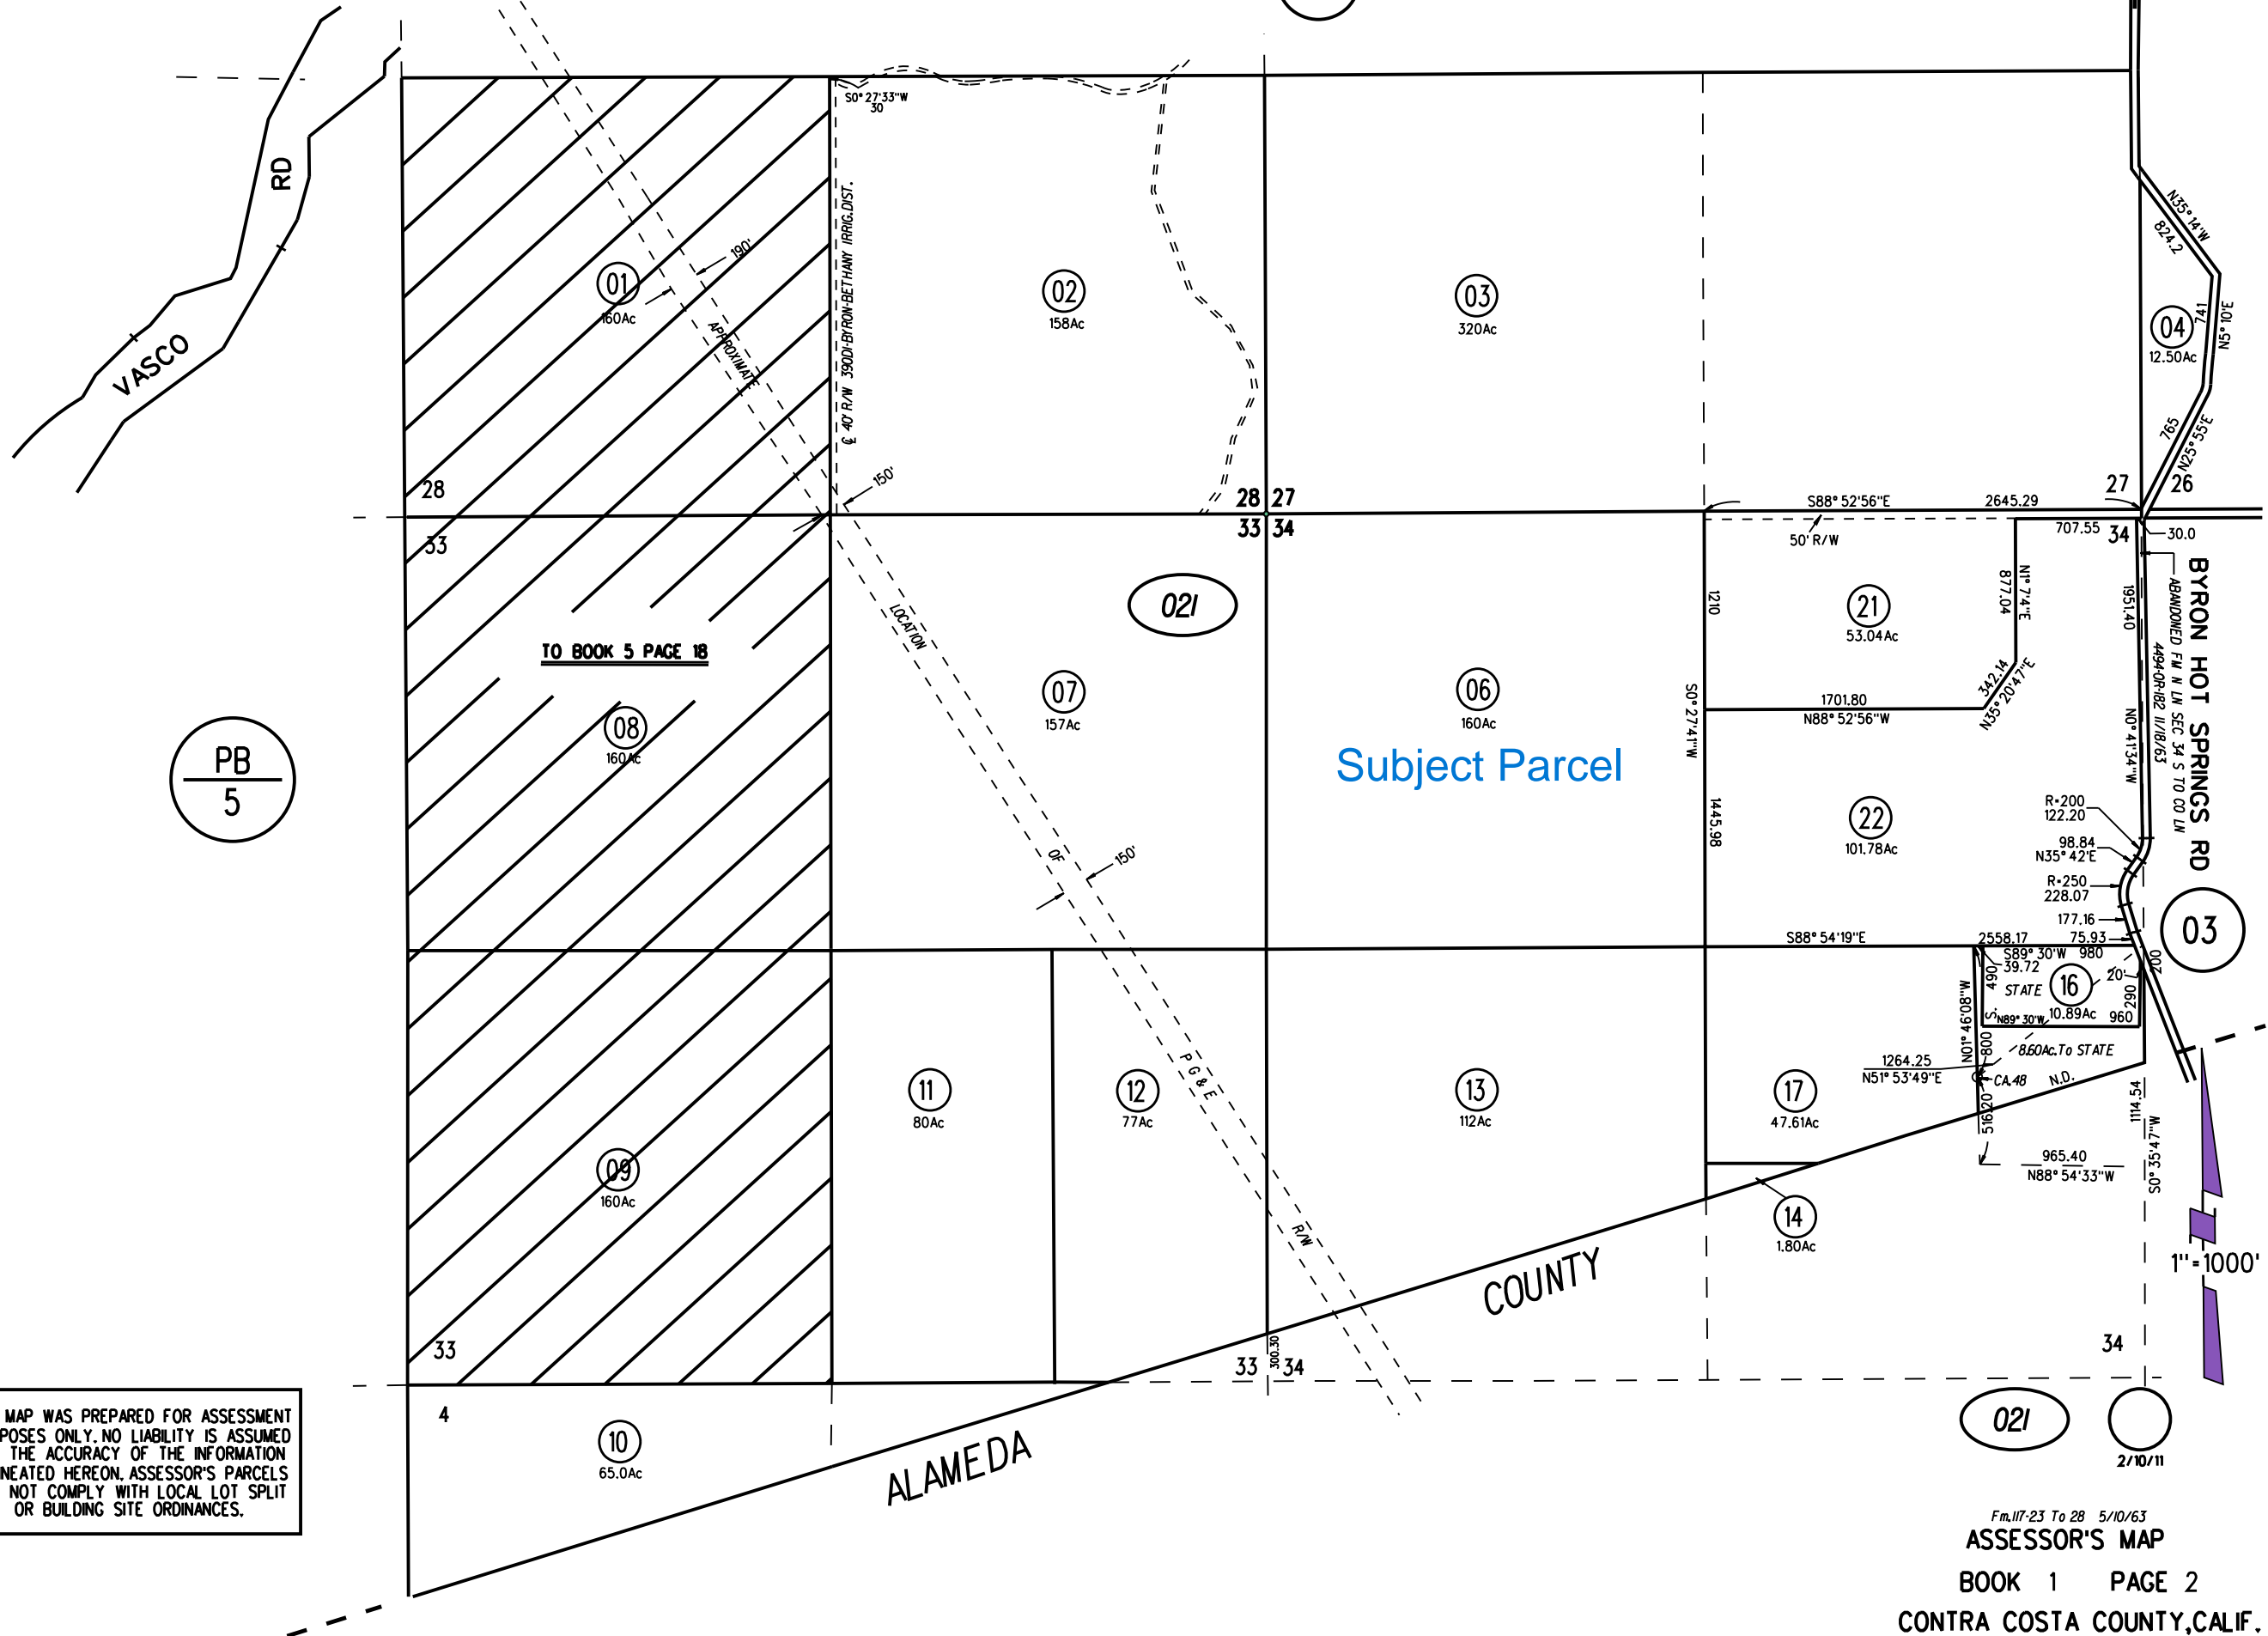 RD
VASCO
S0° 27'33"W
30
190'
01
160Ac
APPROXIMATE
℄ 40' R/W 390DI-BYRON-BETHANY IRRIG.DIST.
02
158Ac
03
320Ac
N35° 14'W
824.2
741
N5° 10'E
04
12.50Ac
765
N25° 55'E
28
150'
28 27
S88° 52'56"E 2645.29
27 26
33
33 34
50' R/W
707.55 34
30.0
LOCATION
021
1210
21
53.04Ac
N1° 7'4"E
877.04
1951.40
ABANDONED FM N LN SEC 34 S TO CO LN
4494-OR-182 11/18/63
BYRON HOT SPRINGS RD
TO BOOK 5 PAGE 18
07
157Ac
06
160Ac
S0° 27'41"W
342.14
N35° 20'47"E
1701.80
N88° 52'56"W
N0° 41'34"W
08
160Ac
PB
5
Subject Parcel
1445.98
22
101.78Ac
R=200
122.20
98.84
N35° 42'E
R=250
228.07
177.16
75.93
OF
150'
03
S88° 54'19"E
2558.17
S89° 30'W 980
39.72
200
STATE
16
20'
490
290
S.
N89° 30'W
10.89Ac
960
N01° 46'08"W
800
8.60Ac.To STATE
1264.25
N51° 53'49"E
CA.48
N.D.
P G & E
11
80Ac
12
77Ac
13
112Ac
17
47.61Ac
516.20
1114.54
S0° 35'47"W
965.40
N88° 54'33"W
09
160Ac
R/W
14
1.80Ac
COUNTY
1"=1000'
33
33 34
300.30
34
4
10
65.0Ac
ALAMEDA
021
2/10/11
MAP WAS PREPARED FOR ASSESSMENT
POSES ONLY. NO LIABILITY IS ASSUMED
THE ACCURACY OF THE INFORMATION
NEATED HEREON. ASSESSOR'S PARCELS
NOT COMPLY WITH LOCAL LOT SPLIT
OR BUILDING SITE ORDINANCES.
Fm.117-23 To 28 5/10/63
ASSESSOR'S MAP
BOOK 1 PAGE 2
CONTRA COSTA COUNTY,CALIF.